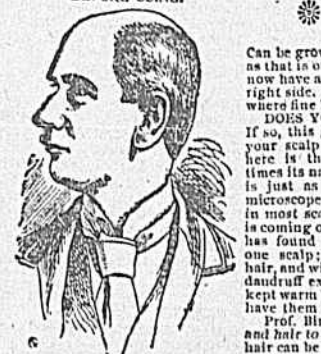 Can be grow
as that is o
now have a
right side.
where fine
DOES Y
If so, this
your scalp
here is th
times its na
is just as
microscope
in most sca
is coming o
has found
one scalp;
hair, and wi
dandruff ex
kept warm
have them
Prof. Bir
and hair to
hair can be